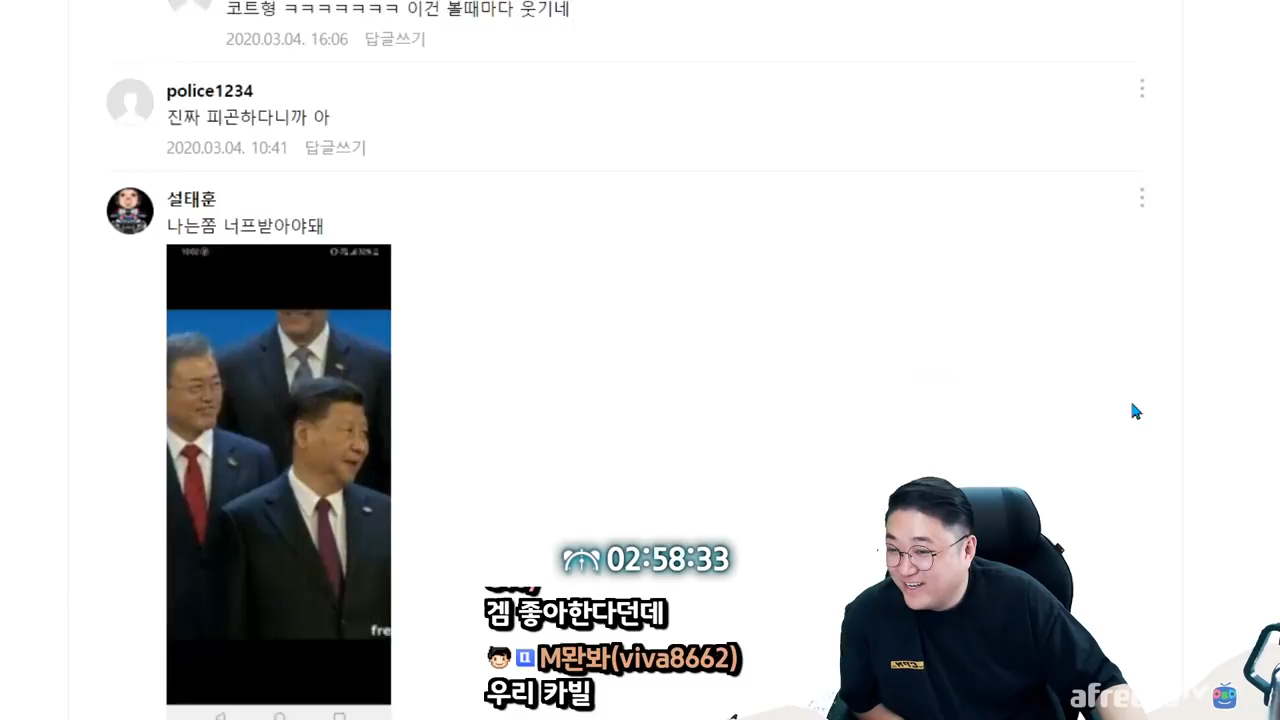 코트형 ㅋㅋㅋㅋㅋㅋㅋ 이건 볼때마다 웃기네
2020.03.04. 16:06 답글쓰기
police1234
진짜 피곤하다니까 아
2020.03.04. 10:41 답글쓰기
설태훈
나는쫌 너프받아야돼
fre
02:58:33
겜 좋아한다던데
M완봐(viva8662)
우리 카빌